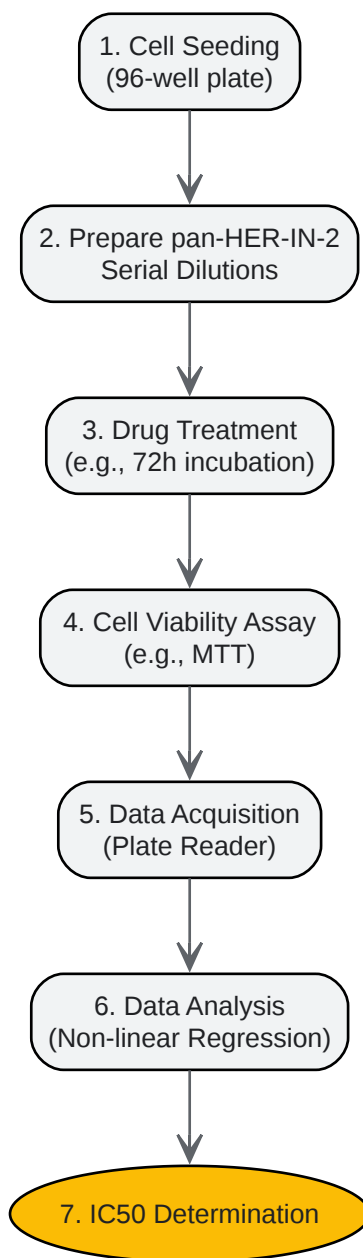 1. Cell Seeding
(96-well plate)
2. Prepare pan-HER-IN-2
Serial Dilutions
3. Drug Treatment
(e.g., 72h incubation)
4. Cell Viability Assay
(e.g., MTT)
5. Data Acquisition
(Plate Reader)
6. Data Analysis
(Non-linear Regression)
7. IC50 Determination